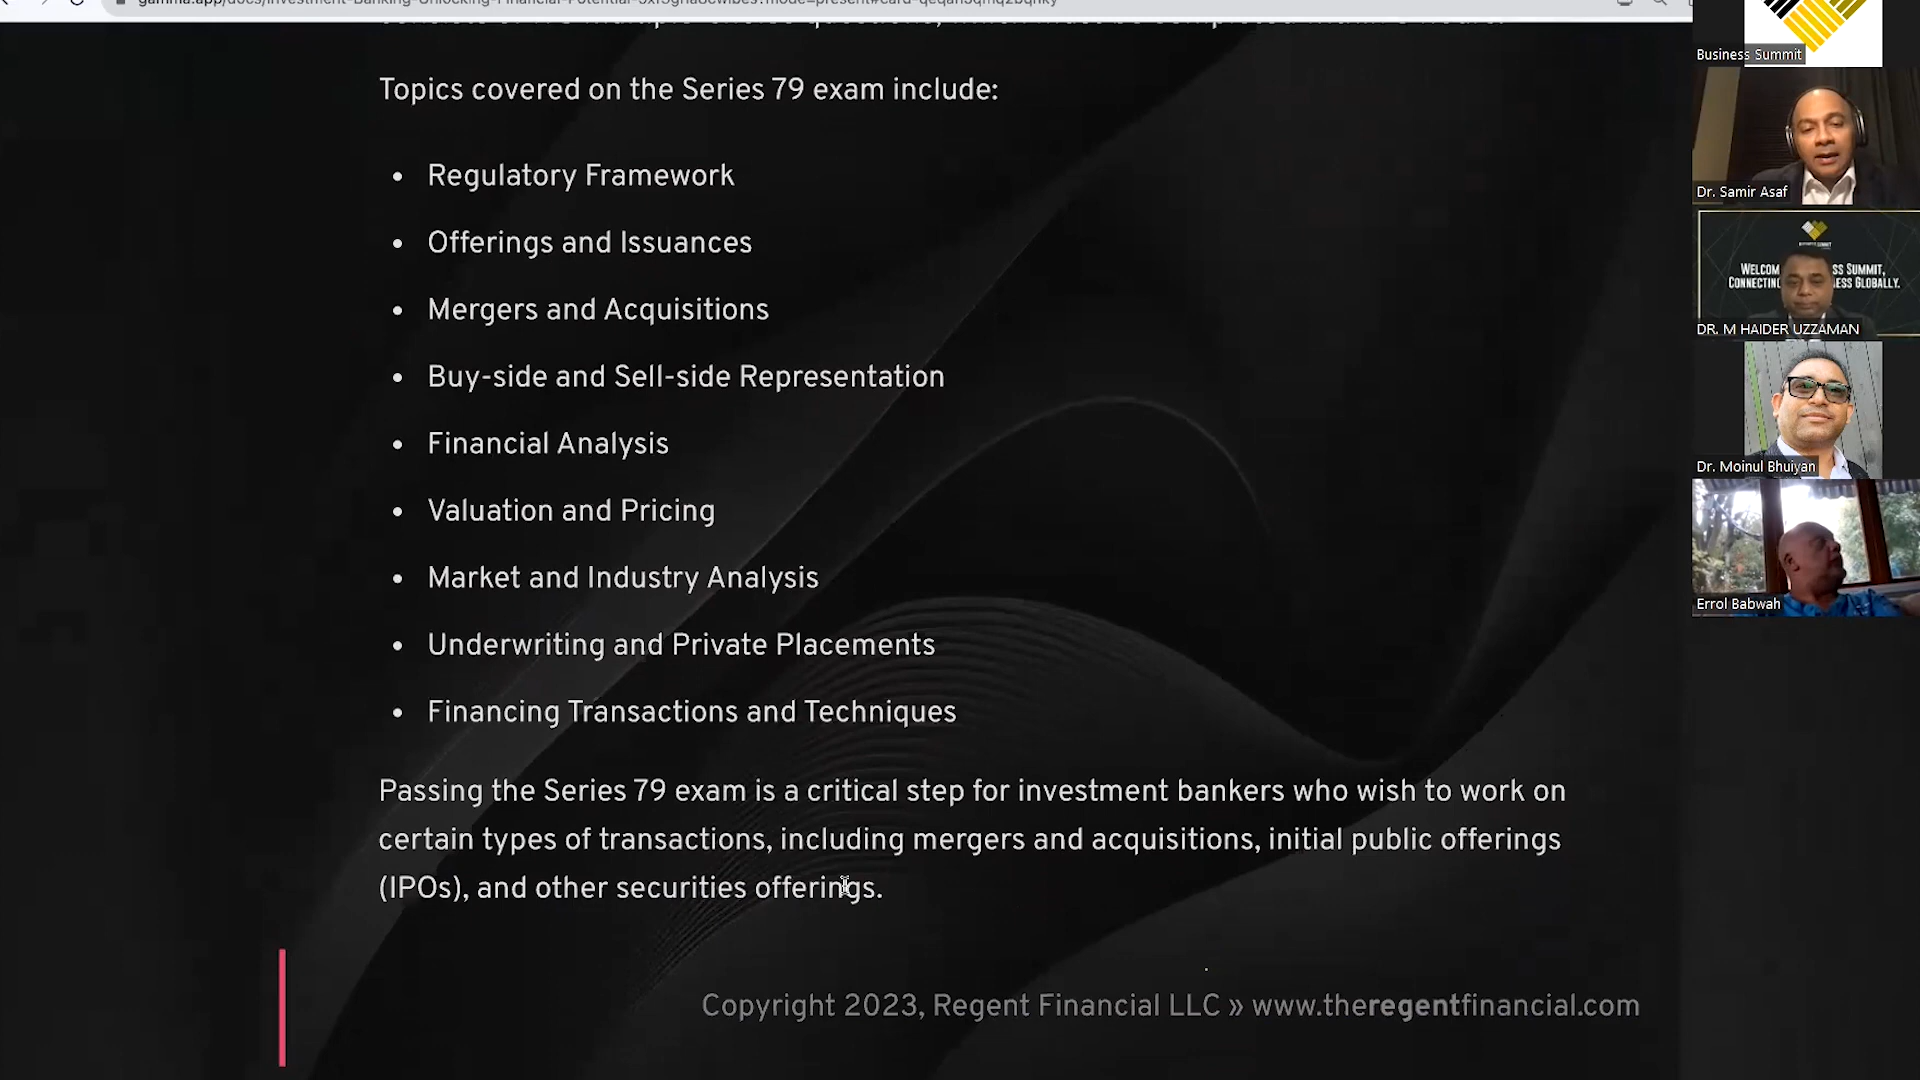 Topics covered on the Series 79 exam include:
• Regulatory Framework
• Offerings and Issuances
• Mergers and Acquisitions
• Buy-side and Sell-side Representation
• Financial Analysis
• Valuation and Pricing
• Market and Industry Analysis
• Underwriting and Private Placements
• Financing Transactions and Techniques
Passing the Series 79 exam is a critical step for investment bankers who wish to work on
certain types of transactions, including mergers and acquisitions, initial public offerings
(IPOs), and other securities offerings.
Copyright 2023, Regent Financial LLC » www.theregentfinancial.com
Business Summit
Dr. Samir Asaf
DR. M HAIDER UZZAMAN
Dr. Moinul Bhuiyan
Errol Babwah